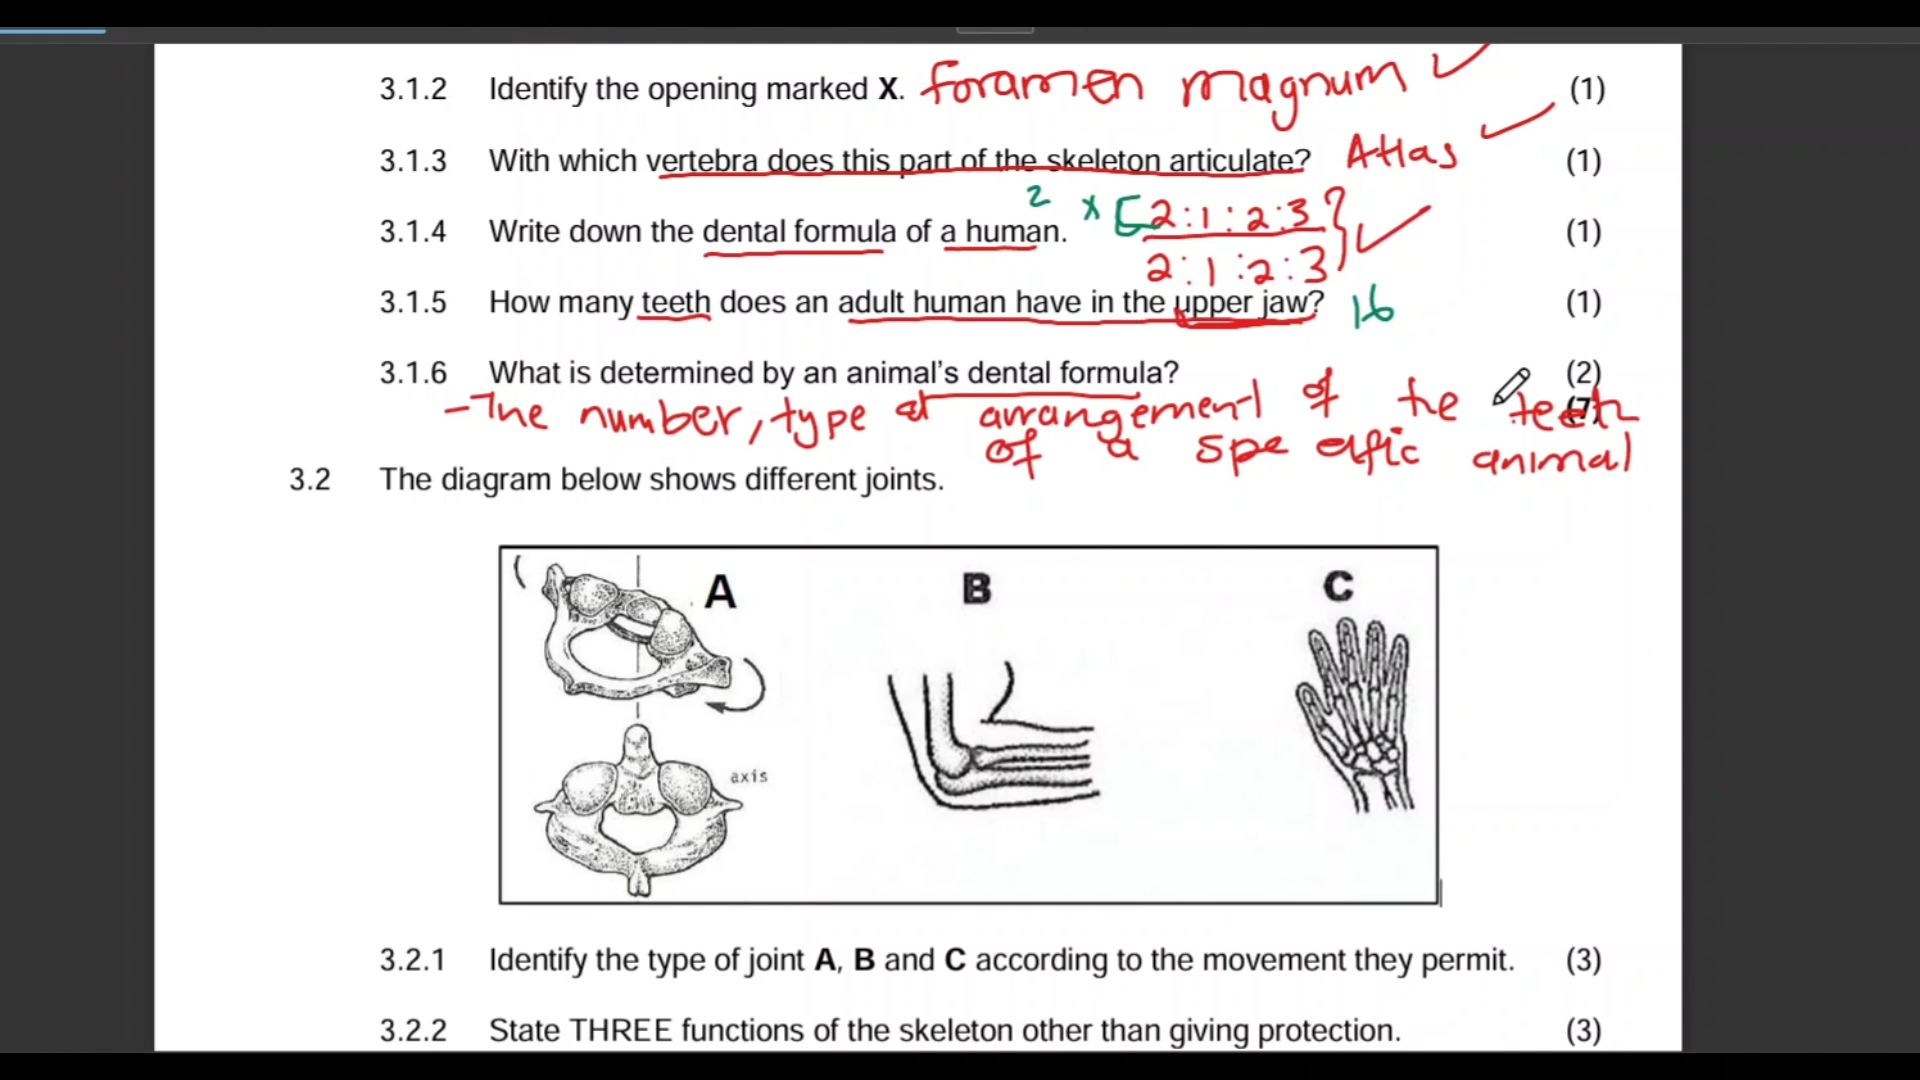 3.1.2 Identify the opening marked X. foramen magnum (1)
3.1.3 With which vertebra does this part of the skeleton articulate? Atlas (1)
3.1.4 Write down the dental formula of a human. 2 x [2:1:2:3} (1)
2:1:2:3
3.1.5 How many teeth does an adult human have in the upper jaw? 16 (1)
3.1.6 What is determined by an animal's dental formula? (2)
(7)
- The number, type arrangement of the teeth
of a specific animal
3.2 The diagram below shows different joints.
A B C
axis
3.2.1 Identify the type of joint A, B and C according to the movement they permit. (3)
3.2.2 State THREE functions of the skeleton other than giving protection. (3)